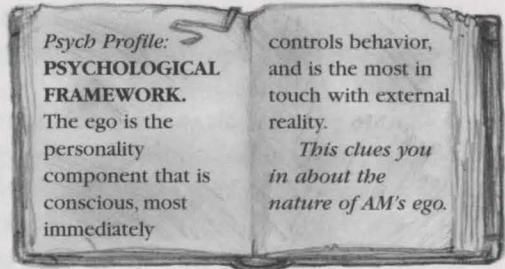 Psych Profile:
PSYCHOLOGICAL
FRAMEWORK.
The ego is the
personality
component that is
conscious, most
immediately
controls behavior,
and is the most in
touch with external
reality.
This clues you
in about the
nature of AM's ego.